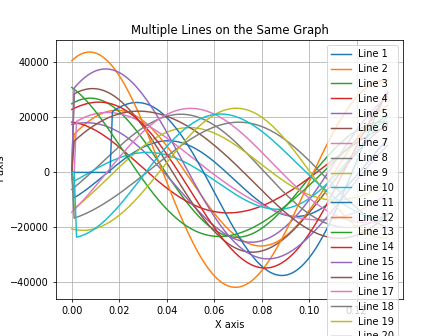 Multiple Lines on the Same Graph
40000
20000
0
−20000
−40000
0.00
0.02
0.04
0.06
0.08
0.10
X axis
axis
Line 1
Line 2
Line 3
Line 4
Line 5
Line 6
Line 7
Line 8
Line 9
Line 10
Line 11
Line 12
Line 13
Line 14
Line 15
Line 16
Line 17
Line 18
Line 19
Line 20